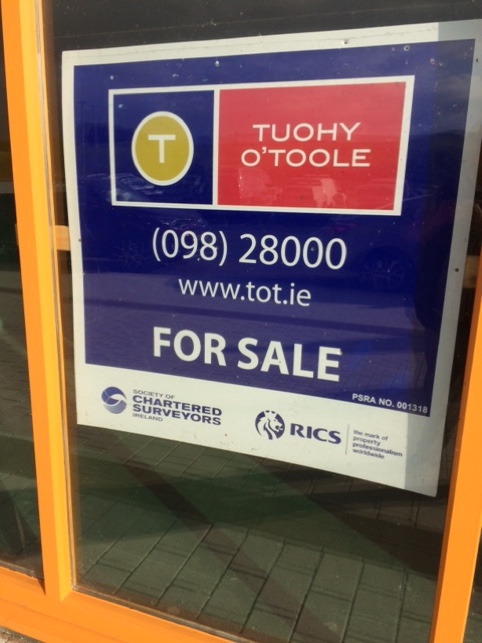 T
TUOHY
O'TOOLE
(098) 28000
www.tot.ie
FOR SALE
PSRA NO. 001318
SOCIETY OF
CHARTERED
SURVEYORS
IRELAND
RICS
the mark of
property
professionalism
worldwide